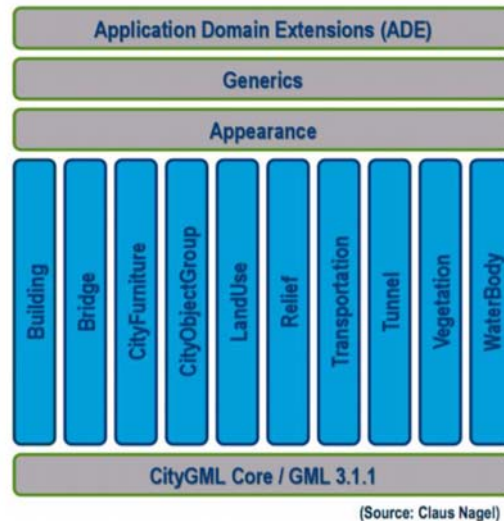 Application Domain Extensions (ADE)
Generics
Appearance
Building
Bridge
CityFurniture
CityObjectGroup
LandUse
Relief
Transportation
Tunnel
Vegetation
WaterBody
CityGML Core / GML 3.1.1
(Source: Claus Nagel)